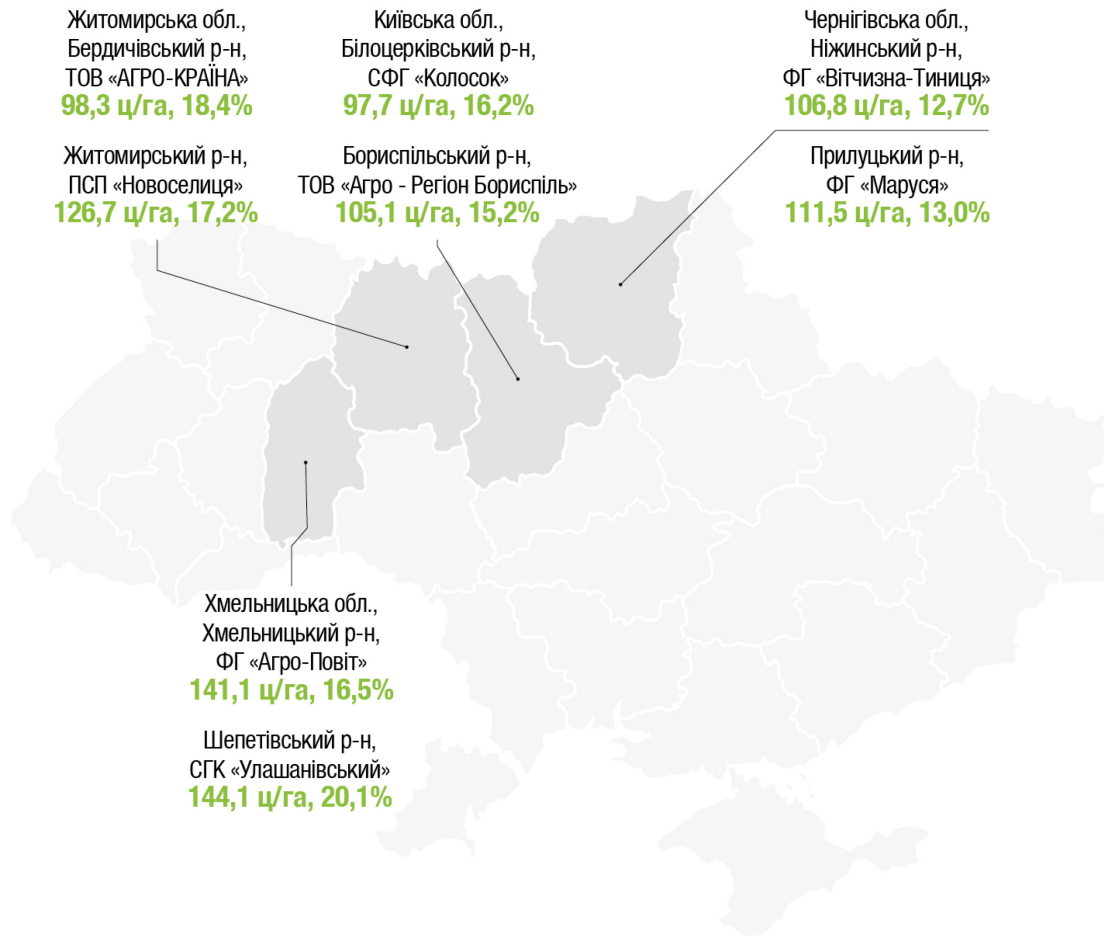 Житомирська обл.,
Бердичівський р-н,
ТОВ «АГРО-КРАЇНА»
98,3 ц/га, 18,4%
Житомирський р-н,
ПСП «Новоселиця»
126,7 ц/га, 17,2%
Київська обл.,
Білоцерківський р-н,
СФГ «Колосок»
97,7 ц/га, 16,2%
Бориспільський р-н,
ТОВ «Агро - Регіон Бориспіль»
105,1 ц/га, 15,2%
Чернігівська обл.,
Ніжинський р-н,
ФГ «Вітчизна-Тиниця»
106,8 ц/га, 12,7%
Прилуцький р-н,
ФГ «Маруся»
111,5 ц/га, 13,0%
Хмельницька обл.,
Хмельницький р-н,
ФГ «Агро-Повіт»
141,1 ц/га, 16,5%
Шепетівський р-н,
СГК «Улашанівський»
144,1 ц/га, 20,1%